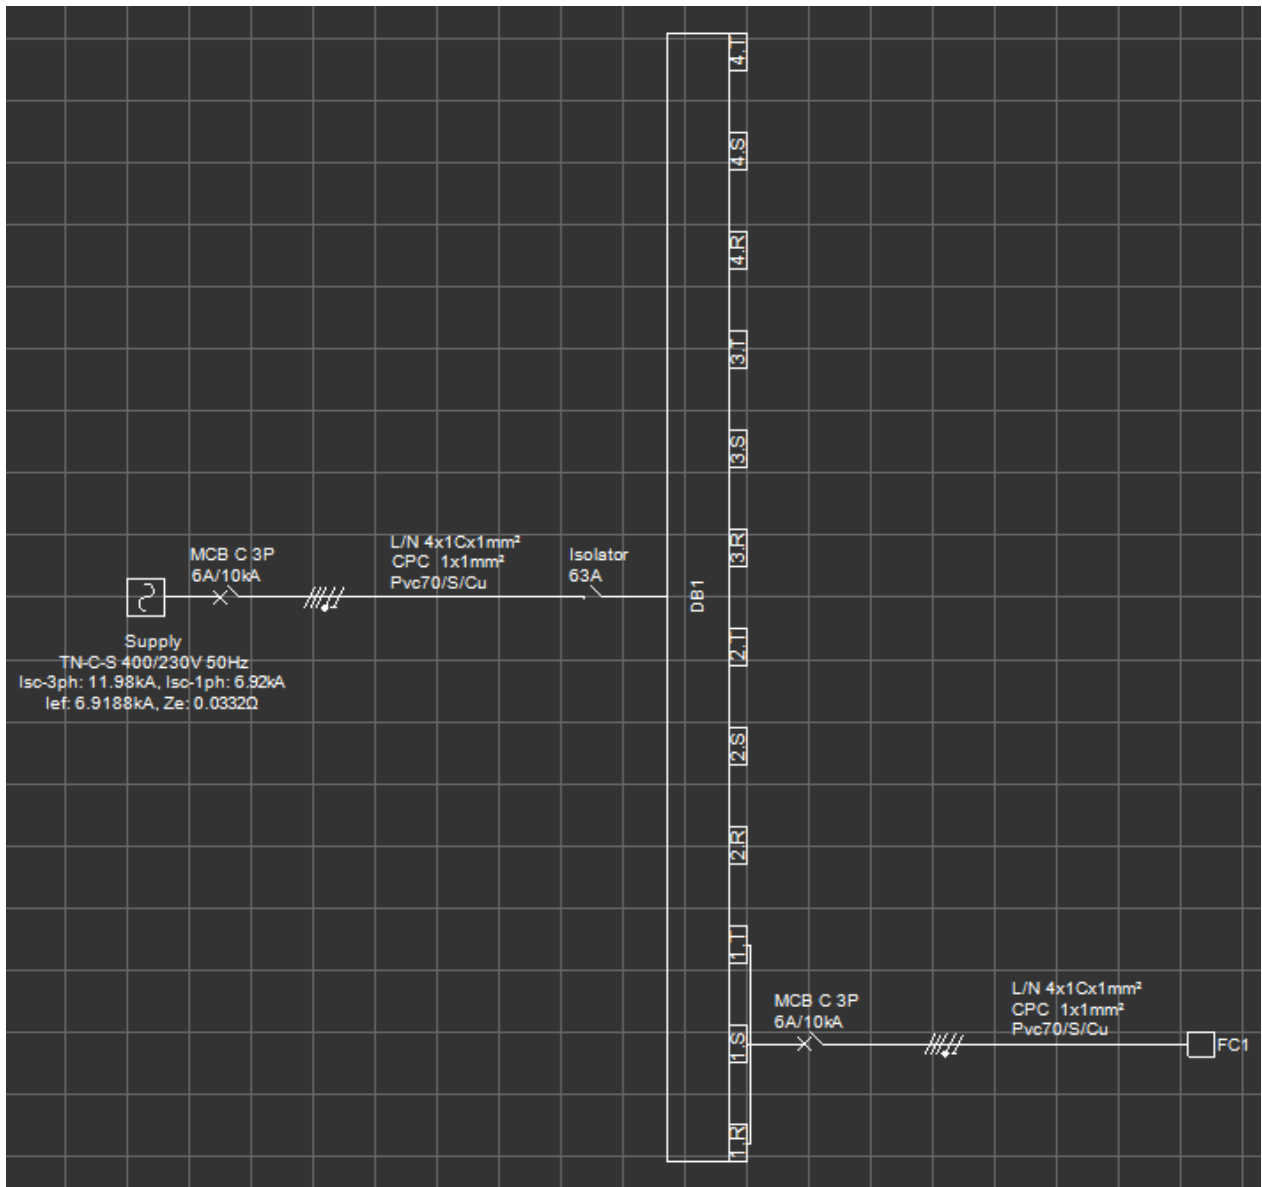 4.T
4.S
4.R
3.T
3.S
3.R
MCB C 3P
6A/10kA
L/N 4x1Cx1mm²
CPC 1x1mm²
Pvc70/S/Cu
Isolator
63A
DB1
Supply
TN-C-S 400/230V 50Hz
Isc-3ph: 11.98kA, Isc-1ph: 6.92kA
Ief: 6.9188kA, Ze: 0.0332Ω
2.T
2.S
2.R
1.T
1.S
1.R
MCB C 3P
6A/10kA
L/N 4x1Cx1mm²
CPC 1x1mm²
Pvc70/S/Cu
FC1